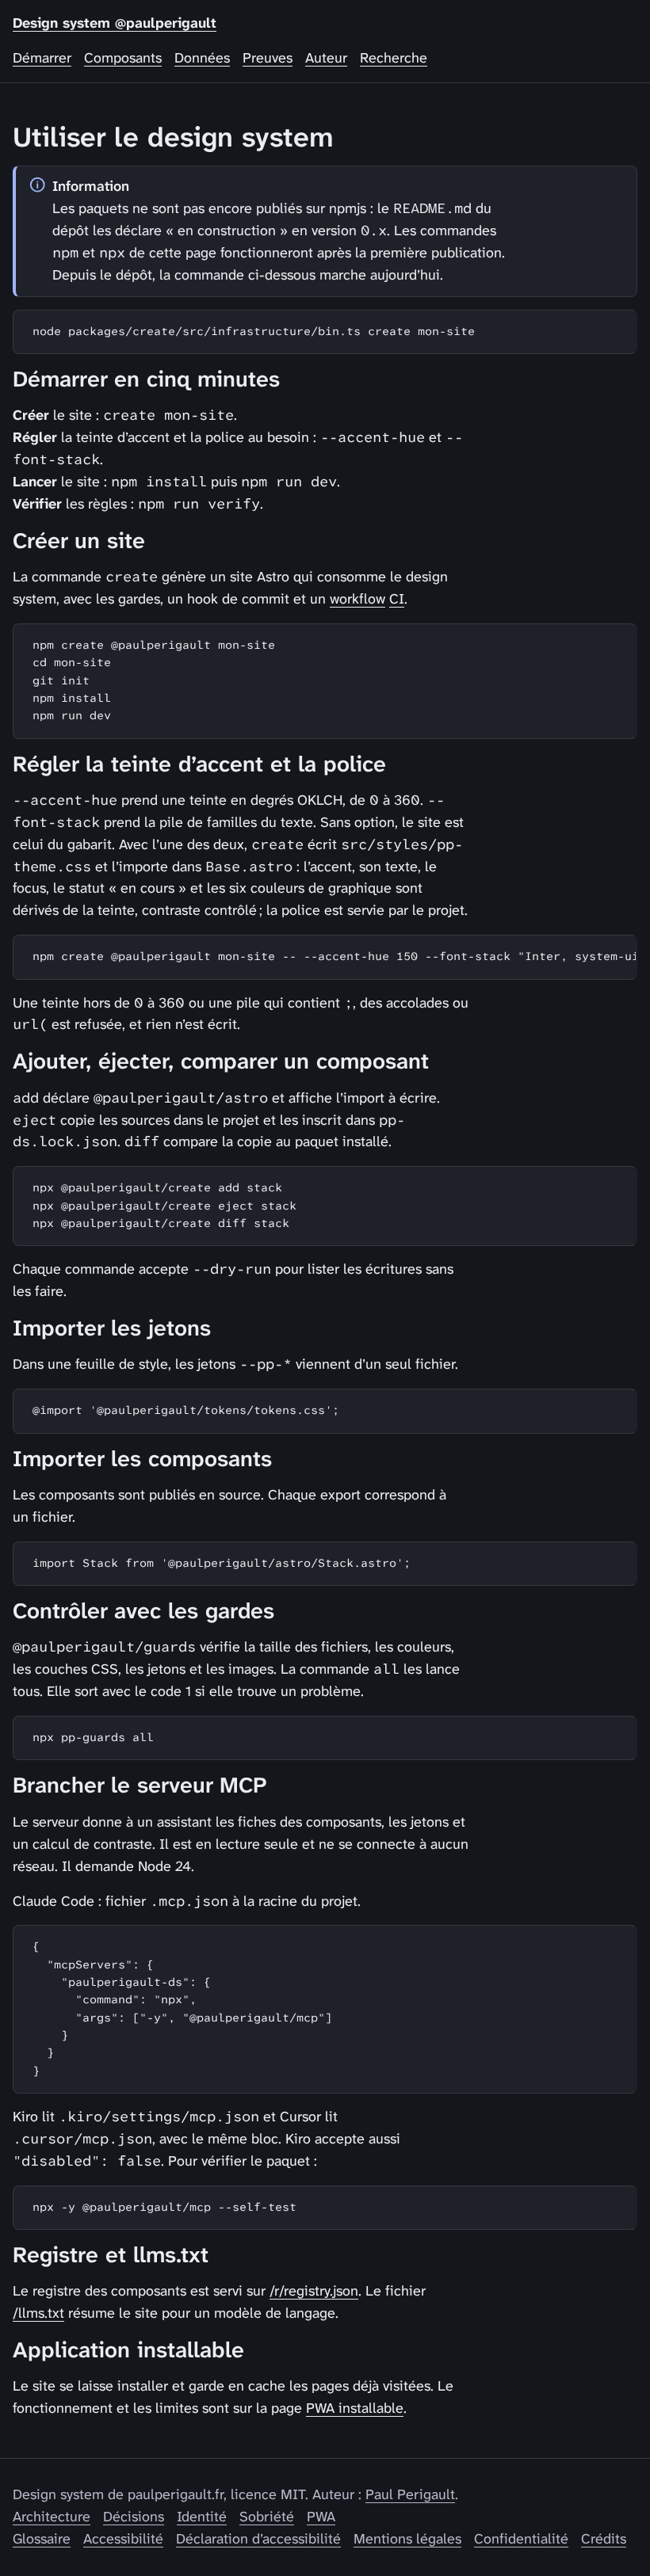 Design system @paulperigault
Démarrer Composants Données Preuves Auteur Recherche
Utiliser le design system
Information
Les paquets ne sont pas encore publiés sur npmjs : le README.md du
dépôt les déclare « en construction » en version 0.x. Les commandes
npm et npx de cette page fonctionneront après la première publication.
Depuis le dépôt, la commande ci-dessous marche aujourd’hui.
node packages/create/src/infrastructure/bin.ts create mon-site
Démarrer en cinq minutes
Créer le site : create mon-site.
Régler la teinte d’accent et la police au besoin : --accent-hue et --
font-stack.
Lancer le site : npm install puis npm run dev.
Vérifier les règles : npm run verify.
Créer un site
La commande create génère un site Astro qui consomme le design
system, avec les gardes, un hook de commit et un workflow CI.
npm create @paulperigault mon-site
cd mon-site
git init
npm install
npm run dev
Régler la teinte d’accent et la police
--accent-hue prend une teinte en degrés OKLCH, de 0 à 360. --
font-stack prend la pile de familles du texte. Sans option, le site est
celui du gabarit. Avec l’une des deux, create écrit src/styles/pp-
theme.css et l’importe dans Base.astro : l’accent, son texte, le
focus, le statut « en cours » et les six couleurs de graphique sont
dérivés de la teinte, contraste contrôlé ; la police est servie par le projet.
npm create @paulperigault mon-site -- --accent-hue 150 --font-stack "Inter, system-ui
Une teinte hors de 0 à 360 ou une pile qui contient ;, des accolades ou
url( est refusée, et rien n’est écrit.
Ajouter, éjecter, comparer un composant
add déclare @paulperigault/astro et affiche l’import à écrire.
eject copie les sources dans le projet et les inscrit dans pp-
ds.lock.json. diff compare la copie au paquet installé.
npx @paulperigault/create add stack
npx @paulperigault/create eject stack
npx @paulperigault/create diff stack
Chaque commande accepte --dry-run pour lister les écritures sans
les faire.
Importer les jetons
Dans une feuille de style, les jetons --pp-* viennent d’un seul fichier.
@import '@paulperigault/tokens/tokens.css';
Importer les composants
Les composants sont publiés en source. Chaque export correspond à
un fichier.
import Stack from '@paulperigault/astro/Stack.astro';
Contrôler avec les gardes
@paulperigault/guards vérifie la taille des fichiers, les couleurs,
les couches CSS, les jetons et les images. La commande all les lance
tous. Elle sort avec le code 1 si elle trouve un problème.
npx pp-guards all
Brancher le serveur MCP
Le serveur donne à un assistant les fiches des composants, les jetons et
un calcul de contraste. Il est en lecture seule et ne se connecte à aucun
réseau. Il demande Node 24.
Claude Code : fichier .mcp.json à la racine du projet.
{
"mcpServers": {
"paulperigault-ds": {
"command": "npx",
"args": ["-y", "@paulperigault/mcp"]
}
}
}
Kiro lit .kiro/settings/mcp.json et Cursor lit
.cursor/mcp.json, avec le même bloc. Kiro accepte aussi
"disabled": false. Pour vérifier le paquet :
npx -y @paulperigault/mcp --self-test
Registre et llms.txt
Le registre des composants est servi sur /r/registry.json. Le fichier
/llms.txt résume le site pour un modèle de langage.
Application installable
Le site se laisse installer et garde en cache les pages déjà visitées. Le
fonctionnement et les limites sont sur la page PWA installable.
Design system de paulperigault.fr, licence MIT. Auteur : Paul Perigault.
Architecture Décisions Identité Sobriété PWA
Glossaire Accessibilité Déclaration d’accessibilité Mentions légales Confidentialité Crédits